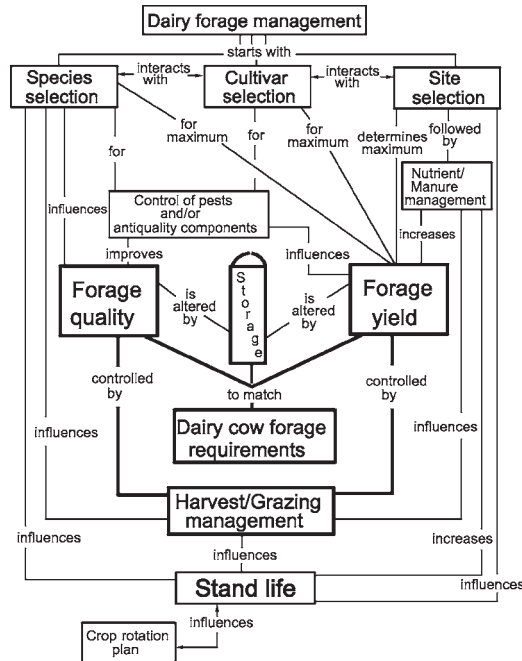 Dairy forage management
starts with
Species
selection
interacts
with
Cultivar
selection
interacts
with
Site
selection
for
maximum
for
for
maximum
determines
maximum
followed
by
for
Nutrient/
Manure management
influences
Control of pests
and/or
antiquality components
improves
influences
increases
Forage
quality
is
altered
by
Storage
is
altered
by
Forage
yield
controlled
by
to match
controlled
by
Dairy cow forage
requirements
influences
influences
Harvest/Grazing
management
influences
influences
increases
Stand life
influences
influences
Crop rotation
plan